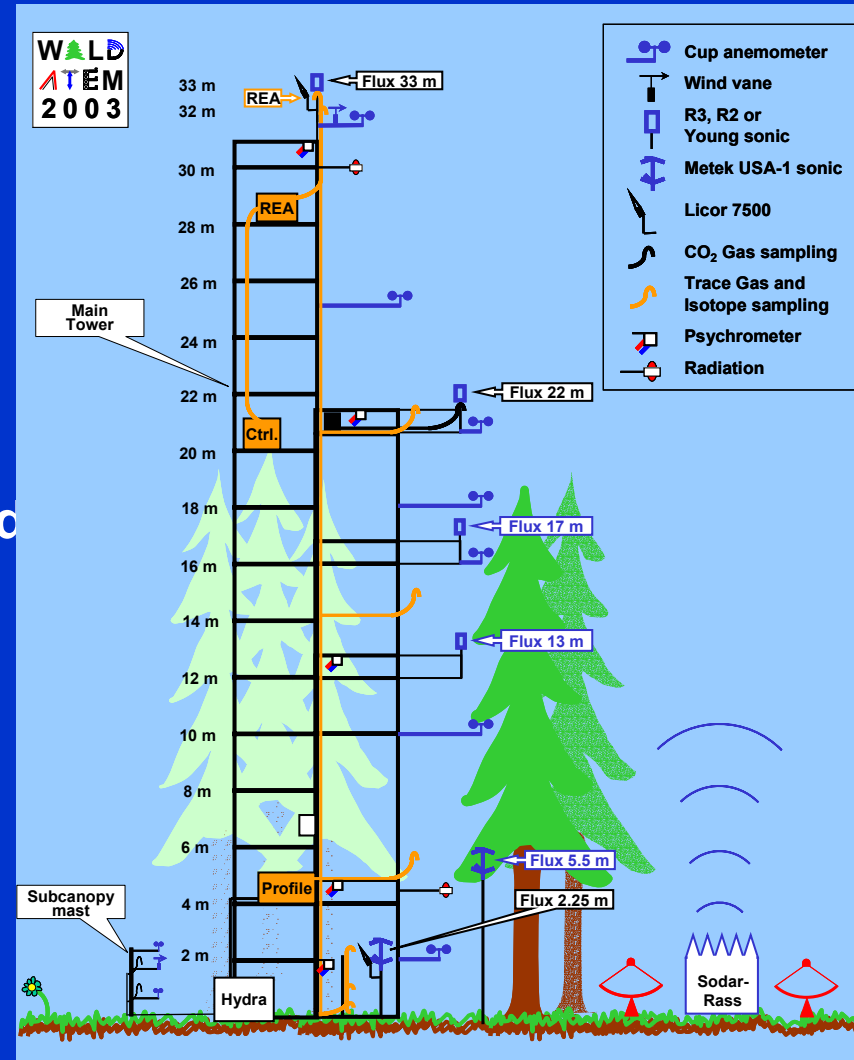 WALD
ATEM
2003
33 m
32 m
30 m
28 m
26 m
24 m
22 m
20 m
18 m
16 m
14 m
12 m
10 m
8 m
6 m
4 m
2 m
REA
Flux 33 m
REA
Main
Tower
Ctrl.
Flux 22 m
Flux 17 m
Flux 13 m
Flux 5.5 m
Profile
Flux 2.25 m
Subcanopy
mast
Hydra
Sodar-
Rass
Cup anemometer
Wind vane
R3, R2 or
Young sonic
Metek USA-1 sonic
Licor 7500
CO₂ Gas sampling
Trace Gas and
Isotope sampling
Psychrometer
Radiation
d